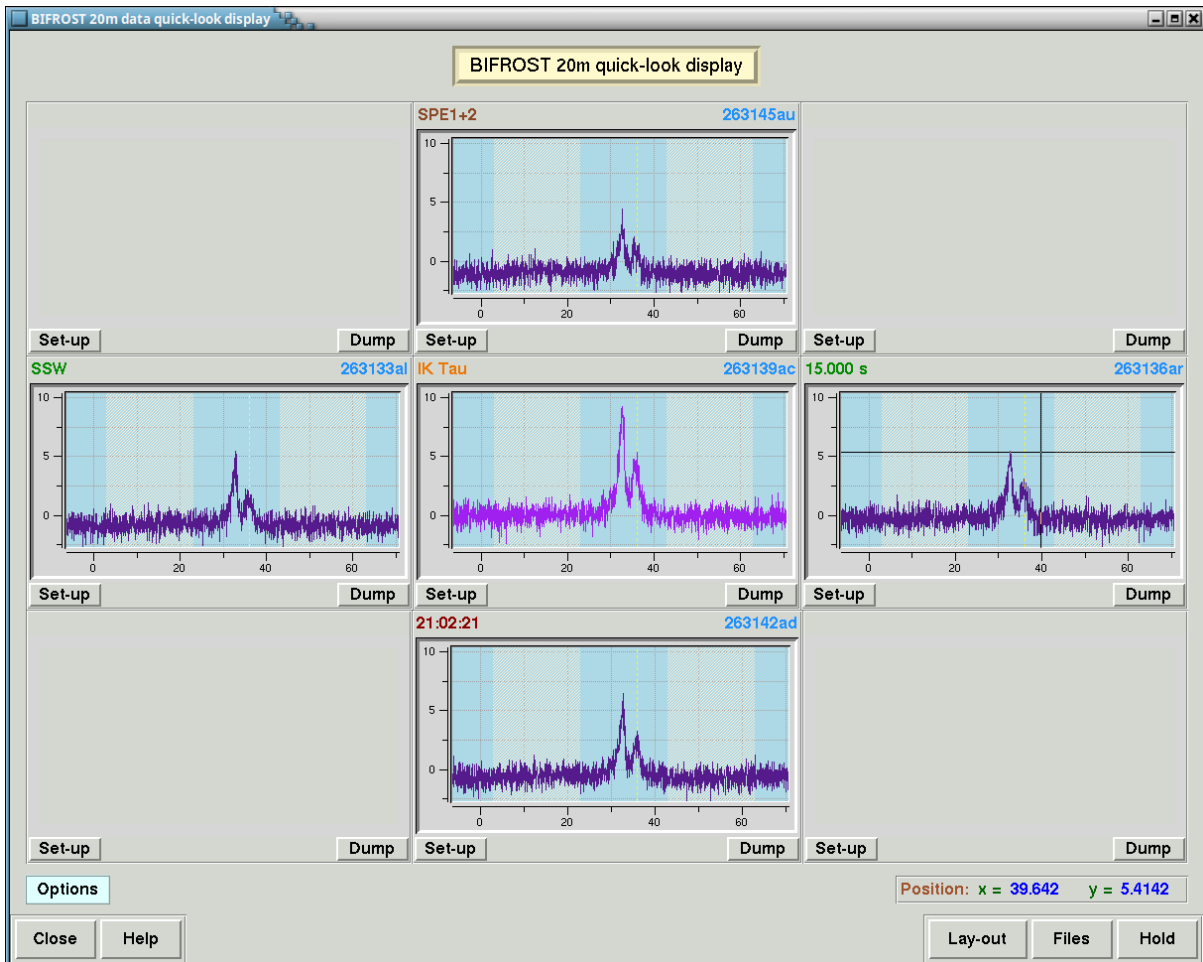 BIFROST 20m data quick-look display
BIFROST 20m quick-look display
SPE1+2 263145au
10
5
0
0 20 40 60
Set-up Dump Set-up Dump Set-up Dump
SSW 263133al IK Tau 263139ac 15.000 s 263136ar
10 10 10
5 5 5
0 0 0
0 20 40 60 0 20 40 60 0 20 40 60
Set-up Dump Set-up Dump Set-up Dump
21:02:21 263142ad
10
5
0
0 20 40 60
Set-up Dump Set-up Dump Set-up Dump
Options Position: x = 39.642 y = 5.4142
Close Help Lay-out Files Hold